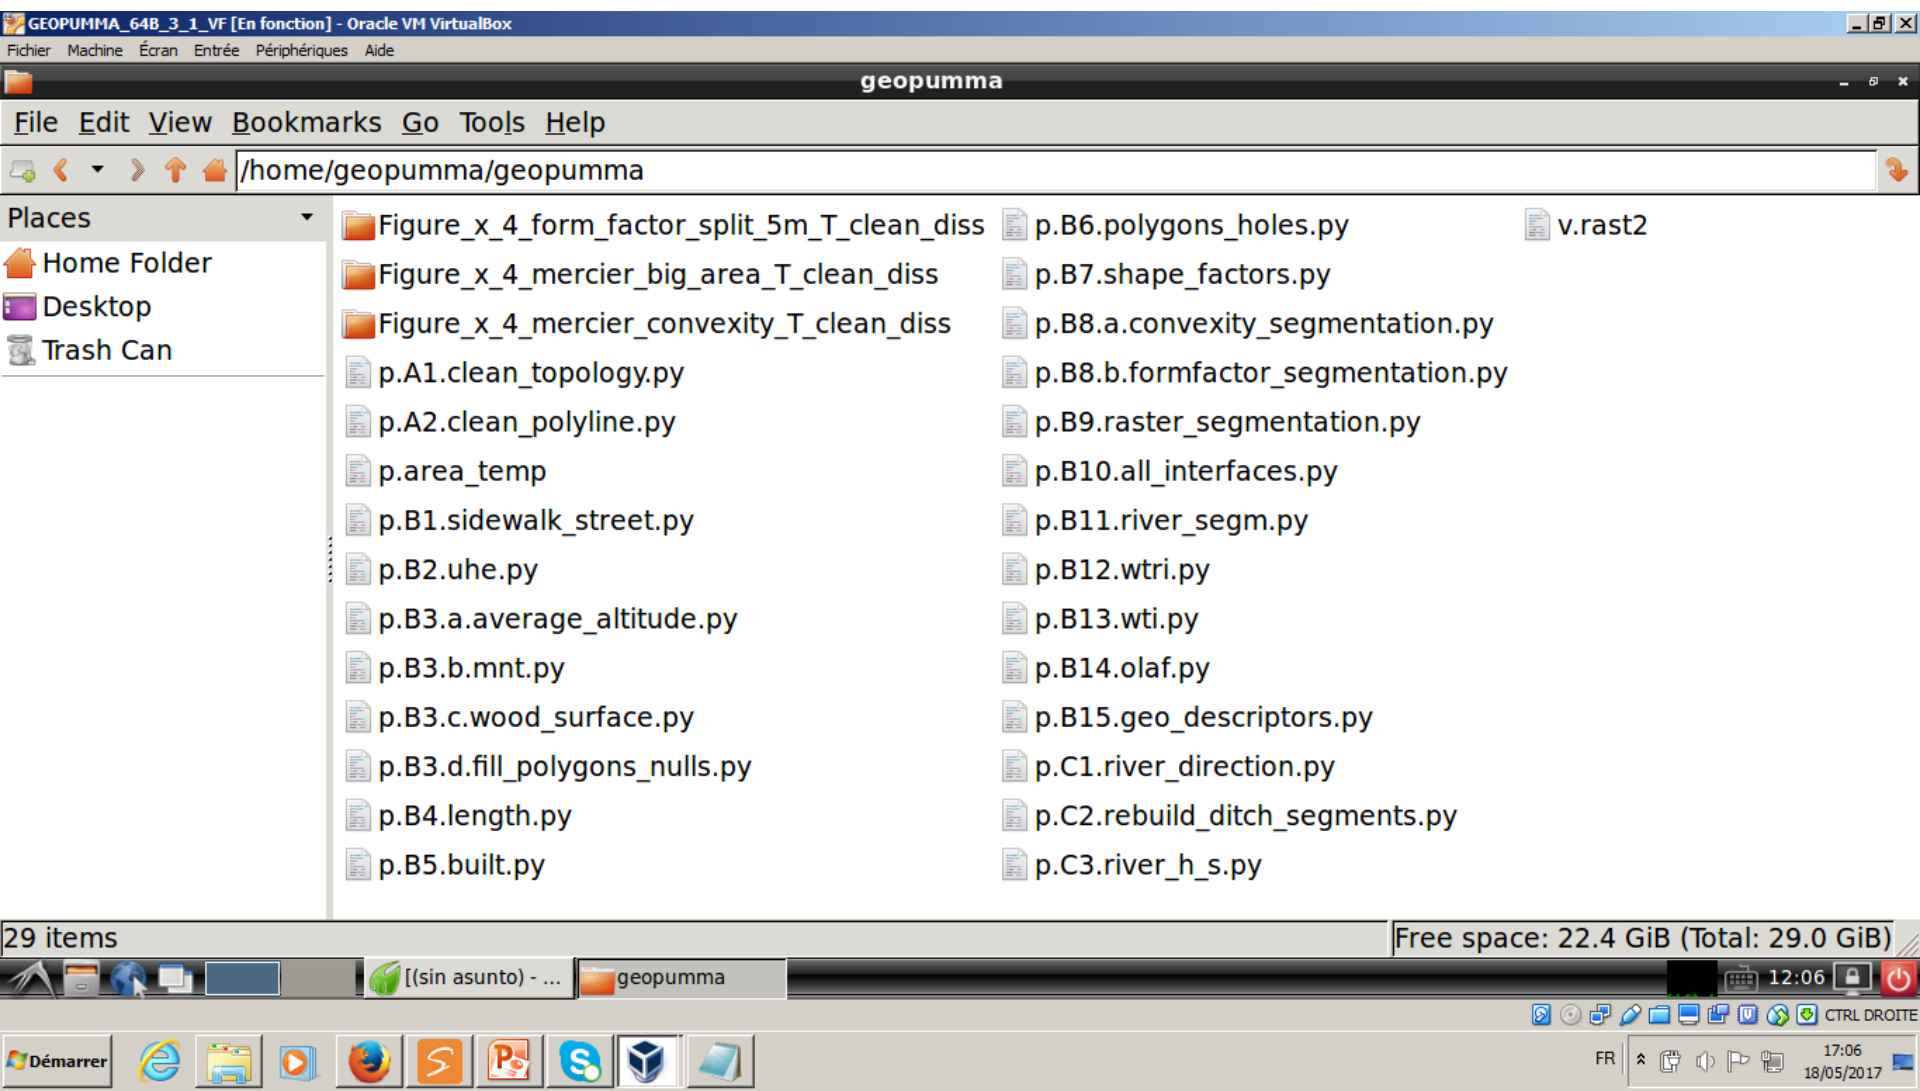 GEOPUMMA_64B_3_1_VF [En fonction] - Oracle VM VirtualBox
Fichier Machine Écran Entrée Périphériques Aide
geopumma
File Edit View Bookmarks Go Tools Help
/home/geopumma/geopumma
Places
Home Folder
Desktop
Trash Can
Figure_x_4_form_factor_split_5m_T_clean_diss
Figure_x_4_mercier_big_area_T_clean_diss
Figure_x_4_mercier_convexity_T_clean_diss
p.A1.clean_topology.py
p.A2.clean_polyline.py
p.area_temp
p.B1.sidewalk_street.py
p.B2.uhe.py
p.B3.a.average_altitude.py
p.B3.b.mnt.py
p.B3.c.wood_surface.py
p.B3.d.fill_polygons_nulls.py
p.B4.length.py
p.B5.built.py
p.B6.polygons_holes.py
p.B7.shape_factors.py
p.B8.a.convexity_segmentation.py
p.B8.b.formfactor_segmentation.py
p.B9.raster_segmentation.py
p.B10.all_interfaces.py
p.B11.river_segm.py
p.B12.wtri.py
p.B13.wti.py
p.B14.olaf.py
p.B15.geo_descriptors.py
p.C1.river_direction.py
p.C2.rebuild_ditch_segments.py
p.C3.river_h_s.py
v.rast2
29 items
Free space: 22.4 GiB (Total: 29.0 GiB)
[(sin asunto) - ...
geopumma
12:06
CTRL DROITE
Démarrer
FR
17:06
18/05/2017